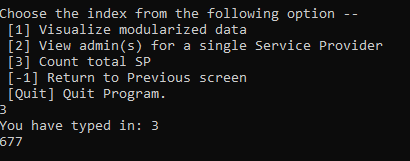 Choose the index from the following option --
[1] Visualize modularized data
[2] View admin(s) for a single Service Provider
[3] Count total SP
[-1] Return to Previous screen
[Quit] Quit Program.
3
You have typed in: 3
677